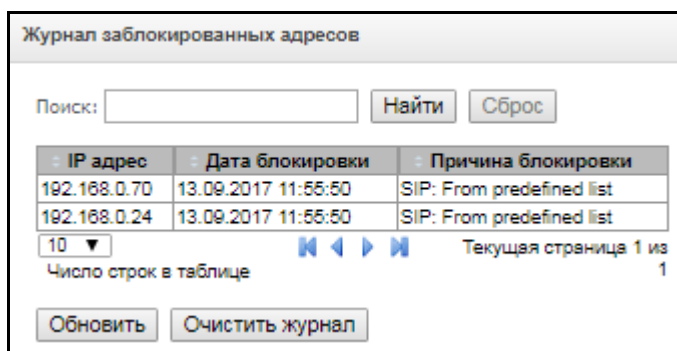 Журнал заблокированных адресов
Поиск: Найти Сброс
IP адрес Дата блокировки Причина блокировки
192.168.0.70 13.09.2017 11:55:50 SIP: From predefined list
192.168.0.24 13.09.2017 11:55:50 SIP: From predefined list
10 Текущая страница 1 из
Число строк в таблице 1
Обновить Очистить журнал